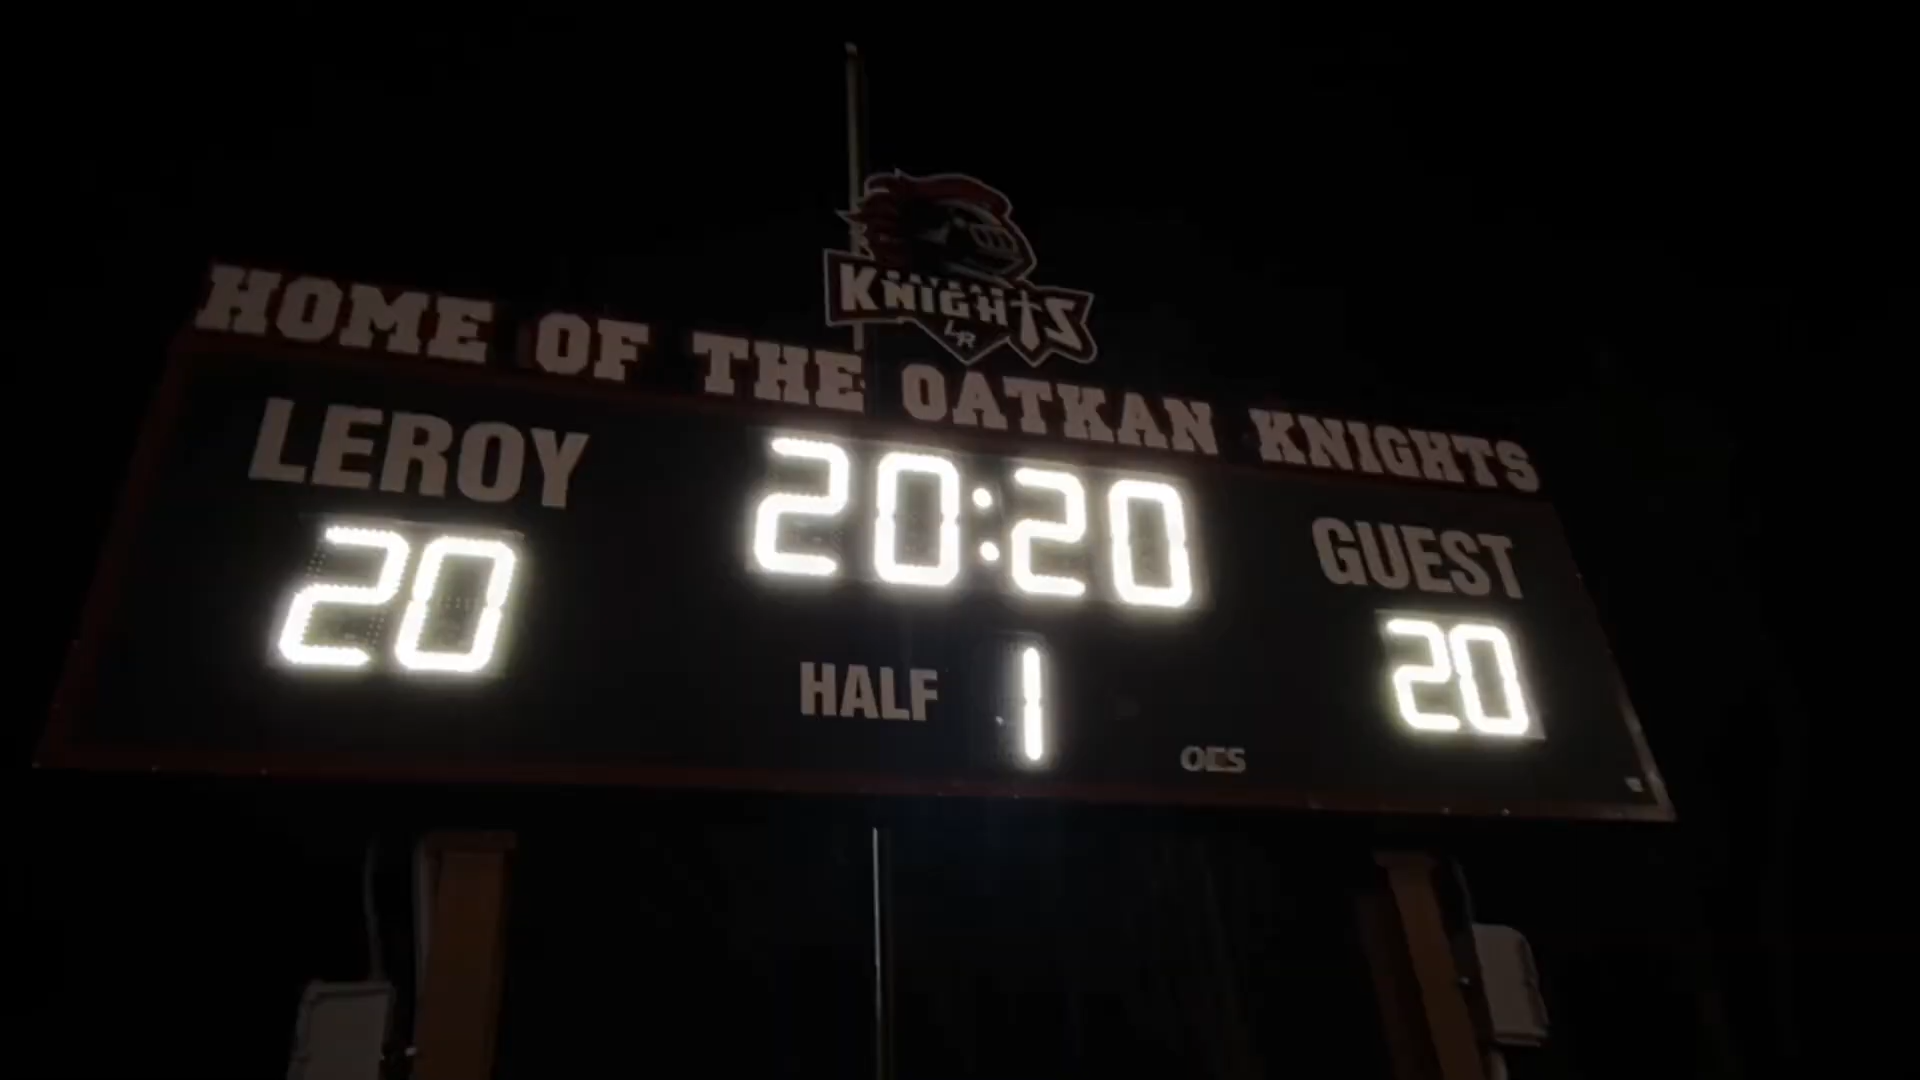 KNIGHTS
LR
HOME OF THE OATKAN KNIGHTS
LEROY
20:20
GUEST
20
20
HALF 1
OES